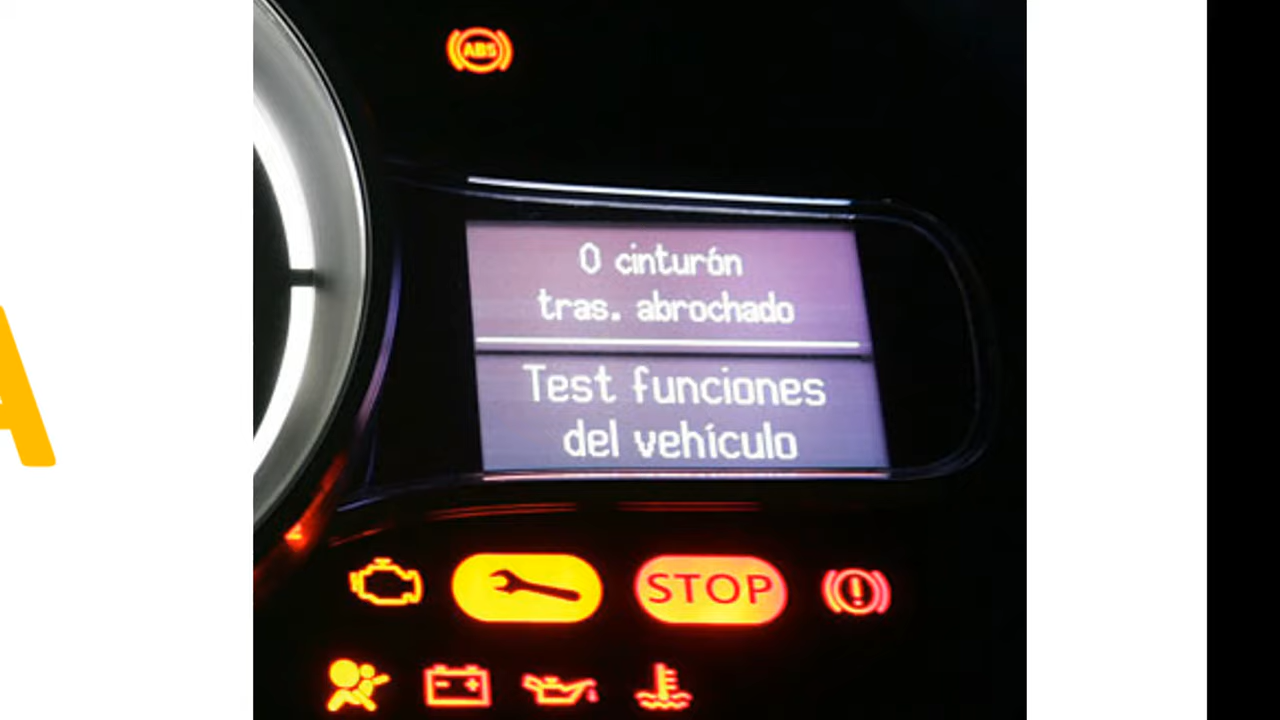 ABS
0 cinturón
tras. abrochado
Test funciones
del vehículo
STOP
A